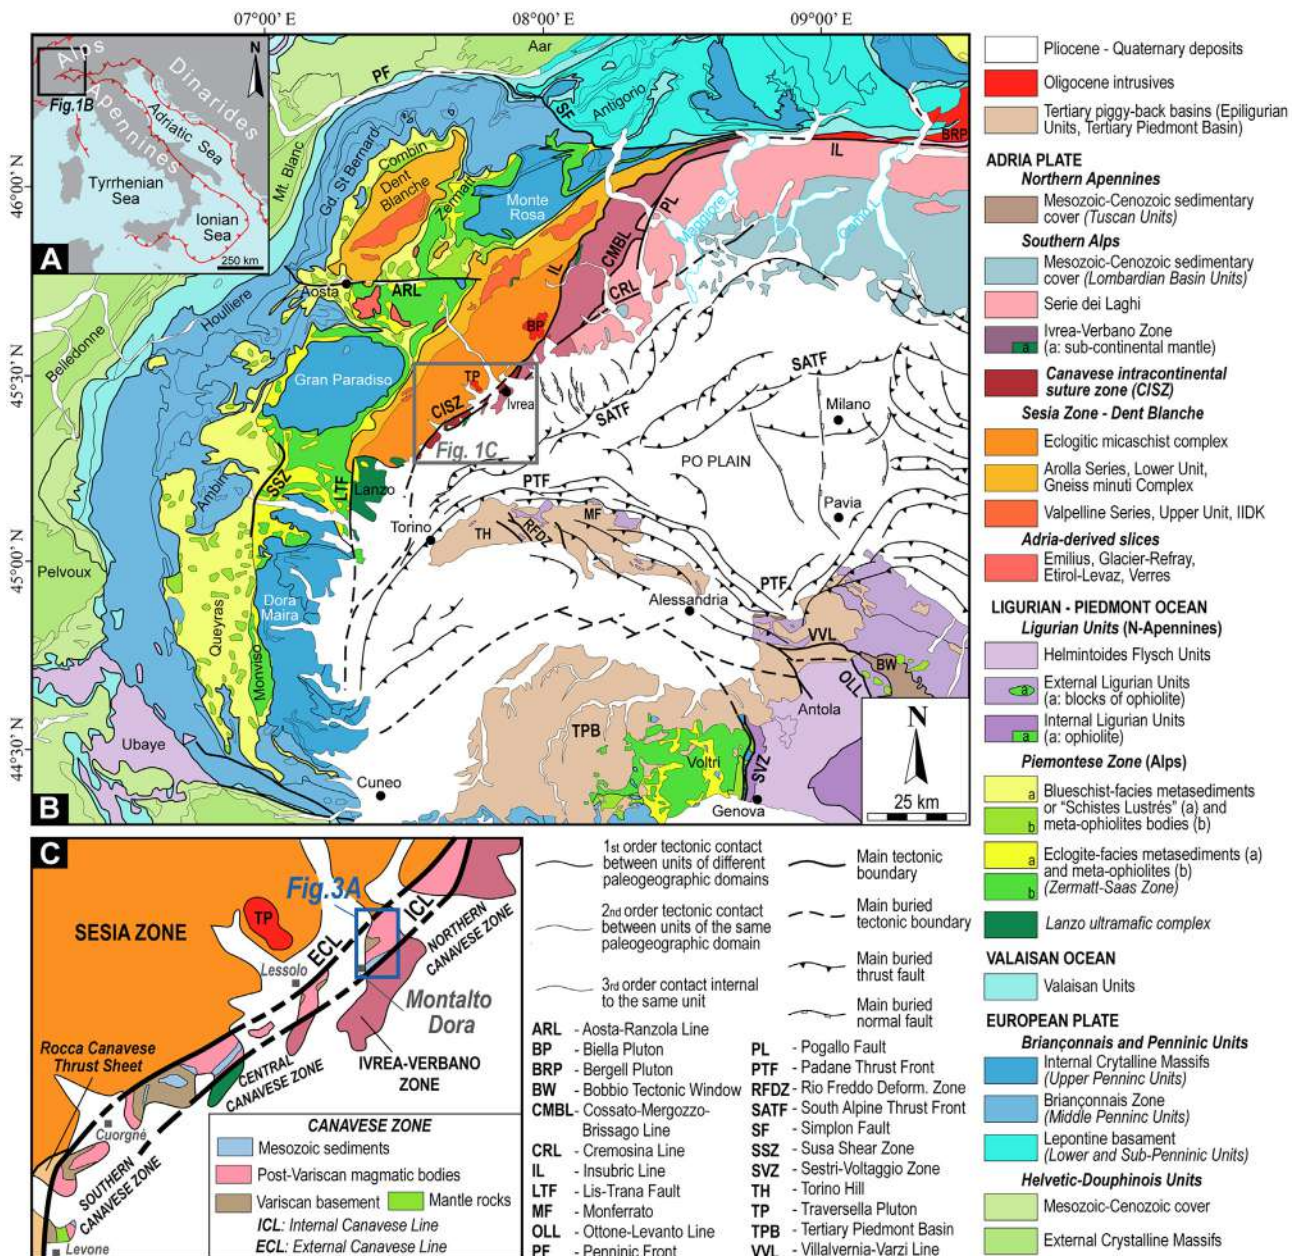 07°00' E
08°00' E
09°00' E
46°00' N
45°30' N
45°00' N
44°30' N
Alps
Dinarides
Apennines
Adriatic Sea
Fig.1B
Tyrrhenian
Sea
Ionian
Sea
N
250 km
A
Aar
PF
SF
Antigorio
BRP
IL
Mt. Blanc
Gd. St Bernard
Combin
Dent
Blanche
Zermatt
Monte
Rosa
PL
CMBL
IL
CRL
Maggiore L.
Aosta
ARL
BP
Houlliere
Belledonne
Gran Paradiso
TP
CISZ
Ivrea
Fig. 1C
SATF
SATF
Milano
PO PLAIN
Pavia
Ambin
SSZ
LTF
Lanzo
Torino
PTF
TH
RFDZ
MF
PTF
Pelvoux
Dora
Maira
Queyras
Monviso
Alessandria
VVL
BW
OLL
Antola
Ubaye
TPB
Voltri
SVZ
Cuneo
Genova
N
25 km
B
C
SESIA ZONE
TP
Fig.3A
ECL
ICL
Lessolo
NORTHERN
CANAVESE ZONE
Montalto
Dora
IVREA-VERBANO
ZONE
CENTRAL
CANAVESE ZONE
Rocca Canavese
Thrust Sheet
Cuorgné
SOUTHERN
CANAVESE ZONE
Levone
CANAVESE ZONE
Mesozoic sediments
Post-Variscan magmatic bodies
Variscan basement
Mantle rocks
ICL: Internal Canavese Line
ECL: External Canavese Line
1st order tectonic contact
between units of different
paleogeographic domains
2nd order tectonic contact
between units of the same
paleogeographic domain
3rd order contact internal
to the same unit
Main tectonic
boundary
Main buried
tectonic boundary
Main buried
thrust fault
Main buried
normal fault
ARL - Aosta-Ranzola Line
BP - Biella Pluton
BRP - Bergell Pluton
BW - Bobbio Tectonic Window
CMBL - Cossato-Mergozzo-
Brissago Line
CRL - Cremosina Line
IL - Insubric Line
LTF - Lis-Trana Fault
MF - Monferrato
OLL - Ottone-Levanto Line
PF - Penninic Front
PL - Pogallo Fault
PTF - Padane Thrust Front
RFDZ - Rio Freddo Deform. Zone
SATF - South Alpine Thrust Front
SF - Simplon Fault
SSZ - Susa Shear Zone
SVZ - Sestri-Voltaggio Zone
TH - Torino Hill
TP - Traversella Pluton
TPB - Tertiary Piedmont Basin
VVL - Villalvernia-Varzi Line
Pliocene - Quaternary deposits
Oligocene intrusives
Tertiary piggy-back basins (Epiligurian
Units, Tertiary Piedmont Basin)
ADRIA PLATE
Northern Apennines
Mesozoic-Cenozoic sedimentary
cover (Tuscan Units)
Southern Alps
Mesozoic-Cenozoic sedimentary
cover (Lombardian Basin Units)
Serie dei Laghi
Ivrea-Verbano Zone
a (a: sub-continental mantle)
Canavese intracontinental
suture zone (CISZ)
Sesia Zone - Dent Blanche
Eclogitic micaschist complex
Arolla Series, Lower Unit,
Gneiss minuti Complex
Valpelline Series, Upper Unit, IIDK
Adria-derived slices
Emilius, Glacier-Refray,
Etirol-Levaz, Verres
LIGURIAN - PIEDMONT OCEAN
Ligurian Units (N-Apennines)
Helmintoides Flysch Units
External Ligurian Units
a (a: blocks of ophiolite)
Internal Ligurian Units
a (a: ophiolite)
Piemontese Zone (Alps)
Blueschist-facies metasediments
a or "Schistes Lustrés" (a) and
b meta-ophiolites bodies (b)
a Eclogite-facies metasediments (a)
and meta-ophiolites (b)
b (Zermatt-Saas Zone)
Lanzo ultramafic complex
VALAISAN OCEAN
Valaisan Units
EUROPEAN PLATE
Briançonnais and Penninic Units
Internal Crytalline Massifs
(Upper Penninc Units)
Briançonnais Zone
(Middle Penninc Units)
Lepontine basament
(Lower and Sub-Penninic Units)
Helvetic-Douphinois Units
Mesozoic-Cenozoic cover
External Crystalline Massifs